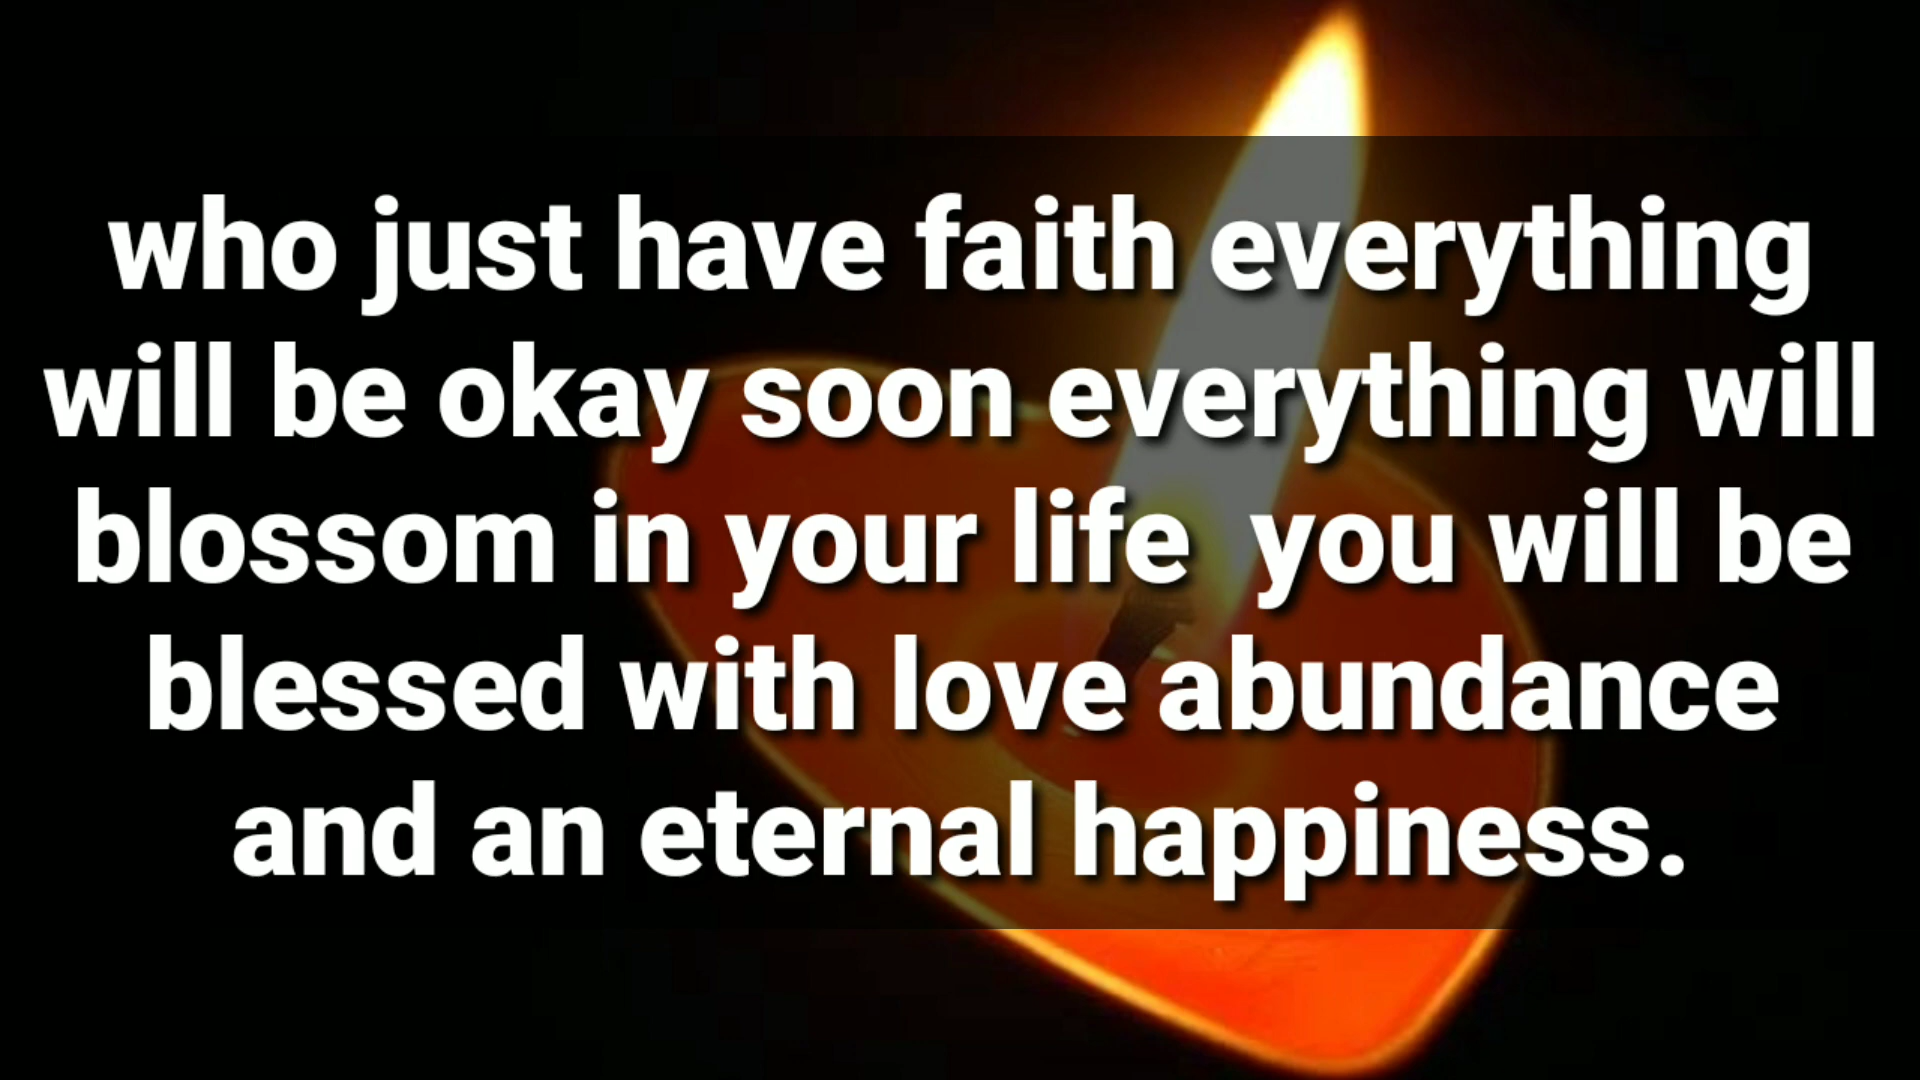 who just have faith everything
will be okay soon everything will
blossom in your life  you will be
blessed with love abundance
and an eternal happiness.